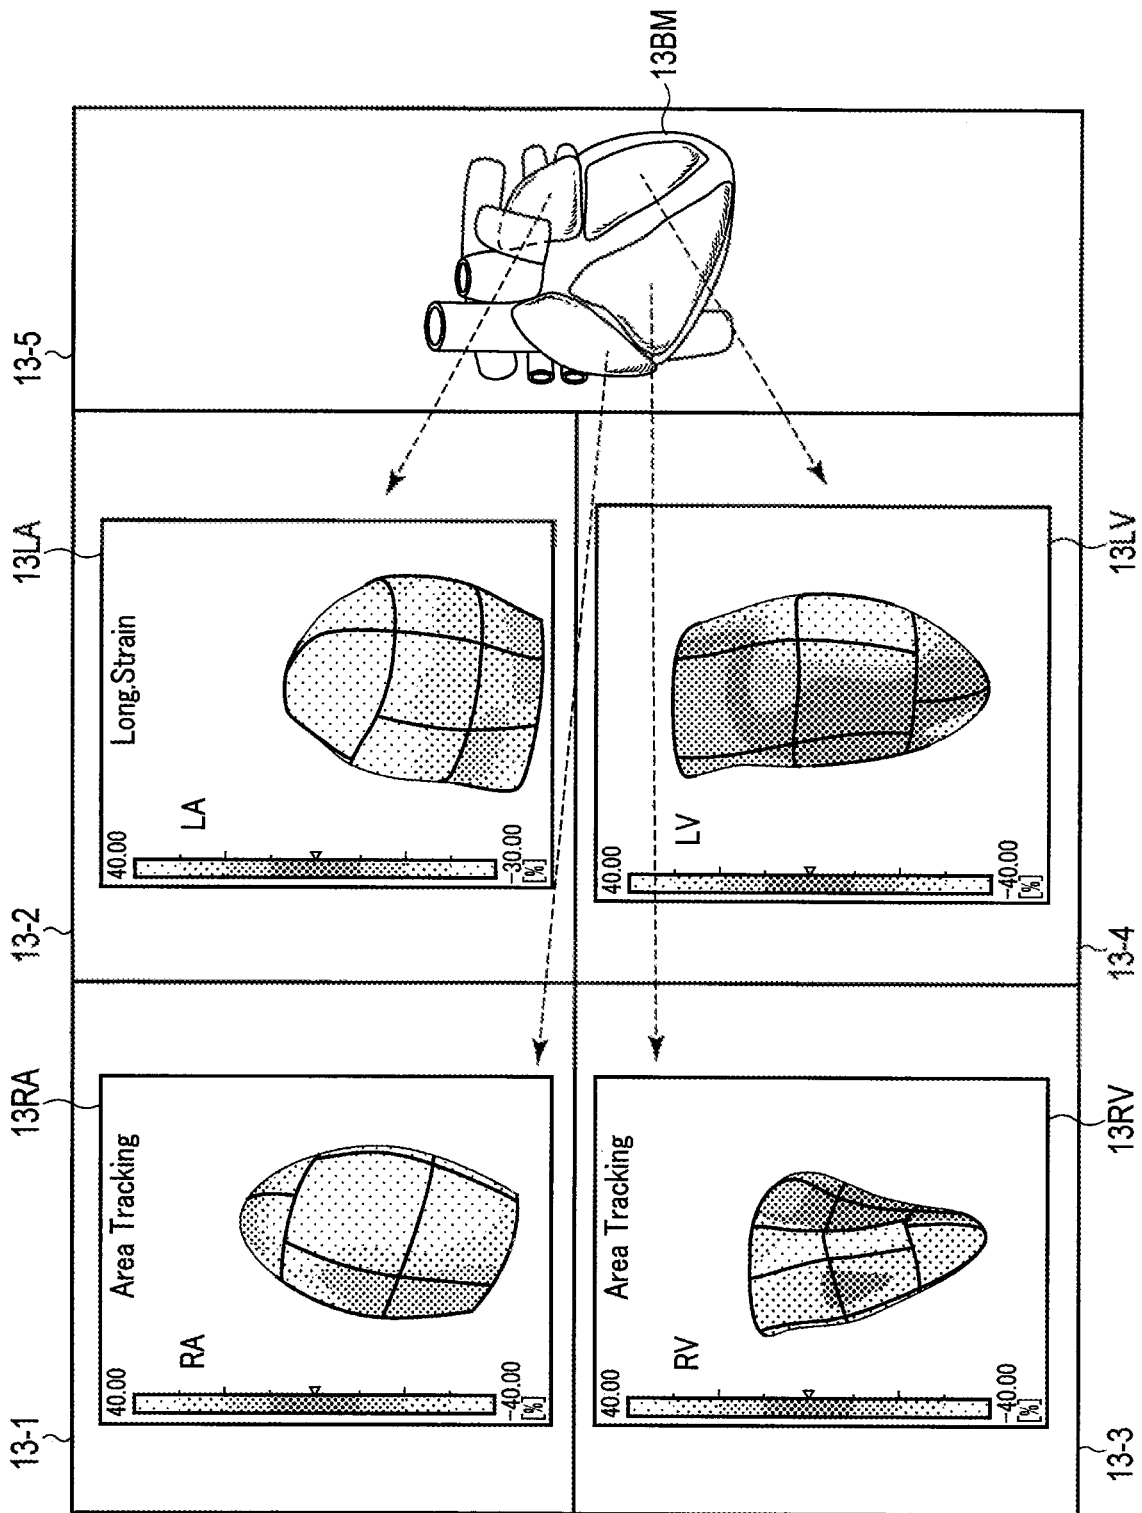 13-1
13RA
13-2
13LA
13-5
Area Tracking
RA
40.00
-40.00
[%]
Long.Strain
LA
40.00
-30.00
[%]
13BM
Area Tracking
RV
40.00
-40.00
[%]
LV
40.00
-40.00
[%]
13-3
13RV
13-4
13LV